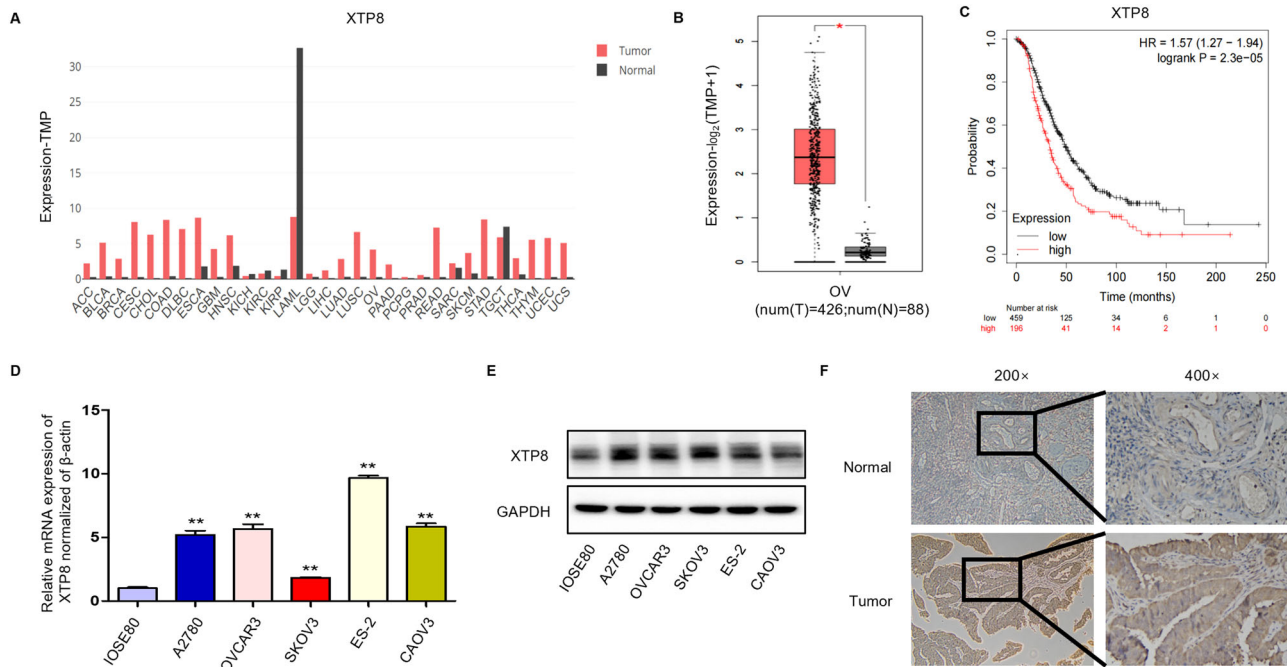 A
XTP8
Tumor
Normal
Expression-TMP
30
25
20
15
10
5
0
ACC
BLCA
BRCA
CESC
CHOL
COAD
DLBC
ESCA
GBM
HNSC
KICH
KIRC
KIRP
LAML
LGG
LIHC
LUAD
LUSC
OV
PAAD
PCPG
PRAD
READ
SARC
SKCM
STAD
TGCT
THCA
THYM
UCEC
UCS
B
*
Expression-log₂(TMP+1)
5
4
3
2
1
0
OV
(num(T)=426;num(N)=88)
C
XTP8
HR = 1.57 (1.27 − 1.94)
logrank P = 2.3e−05
Probability
1.0
0.8
0.6
0.4
0.2
0.0
Expression
low
high
0 50 100 150 200 250
Time (months)
Number at risk
low 459 125 34 6 1 0
high 196 41 14 2 1 0
D
Relative mRNA expression of
XTP8 normalized of β-actin
15
10
5
0
**
**
**
**
**
IOSE80
A2780
OVCAR3
SKOV3
ES-2
CAOV3
E
XTP8
GAPDH
IOSE80
A2780
OVCAR3
SKOV3
ES-2
CAOV3
F
200× 400×
Normal
Tumor